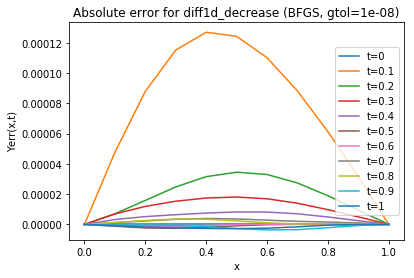 Absolute error for diff1d_decrease (BFGS, gtol=1e-08)
0.00012
0.00010
0.00008
0.00006
0.00004
0.00002
0.00000
Yerr(x,t)
t=0
t=0.1
t=0.2
t=0.3
t=0.4
t=0.5
t=0.6
t=0.7
t=0.8
t=0.9
t=1
0.0 0.2 0.4 0.6 0.8 1.0
x